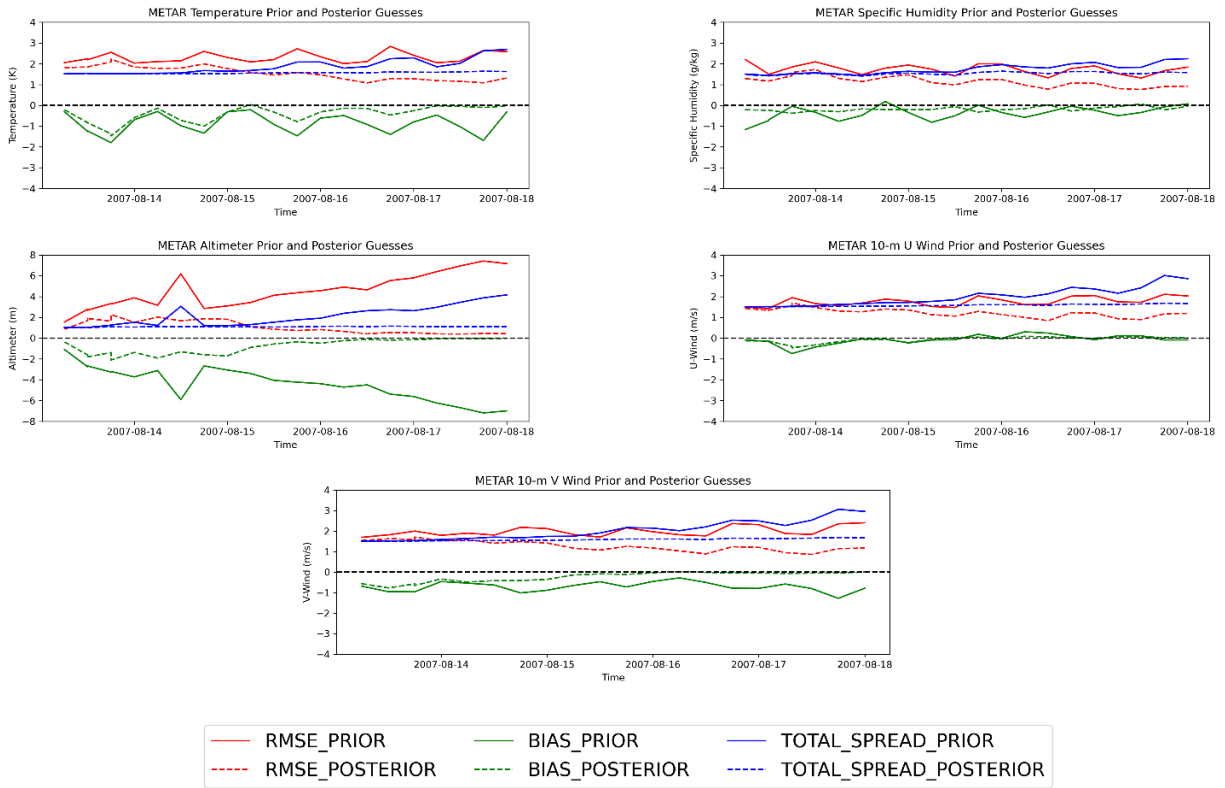 METAR Temperature Prior and Posterior Guesses
4
3
2
1
0
−1
−2
−3
−4
Temperature (K)
2007-08-14 2007-08-15 2007-08-16 2007-08-17 2007-08-18
Time
METAR Specific Humidity Prior and Posterior Guesses
4
3
2
1
0
−1
−2
−3
−4
Specific Humidity (g/kg)
2007-08-14 2007-08-15 2007-08-16 2007-08-17 2007-08-18
Time
METAR Altimeter Prior and Posterior Guesses
8
6
4
2
0
−2
−4
−6
−8
Altimeter (m)
2007-08-14 2007-08-15 2007-08-16 2007-08-17 2007-08-18
Time
METAR 10-m U Wind Prior and Posterior Guesses
4
3
2
1
0
−1
−2
−3
−4
U-Wind (m/s)
2007-08-14 2007-08-15 2007-08-16 2007-08-17 2007-08-18
Time
METAR 10-m V Wind Prior and Posterior Guesses
4
3
2
1
0
−1
−2
−3
−4
V-Wind (m/s)
2007-08-14 2007-08-15 2007-08-16 2007-08-17 2007-08-18
Time
RMSE_PRIOR BIAS_PRIOR TOTAL_SPREAD_PRIOR
RMSE_POSTERIOR BIAS_POSTERIOR TOTAL_SPREAD_POSTERIOR